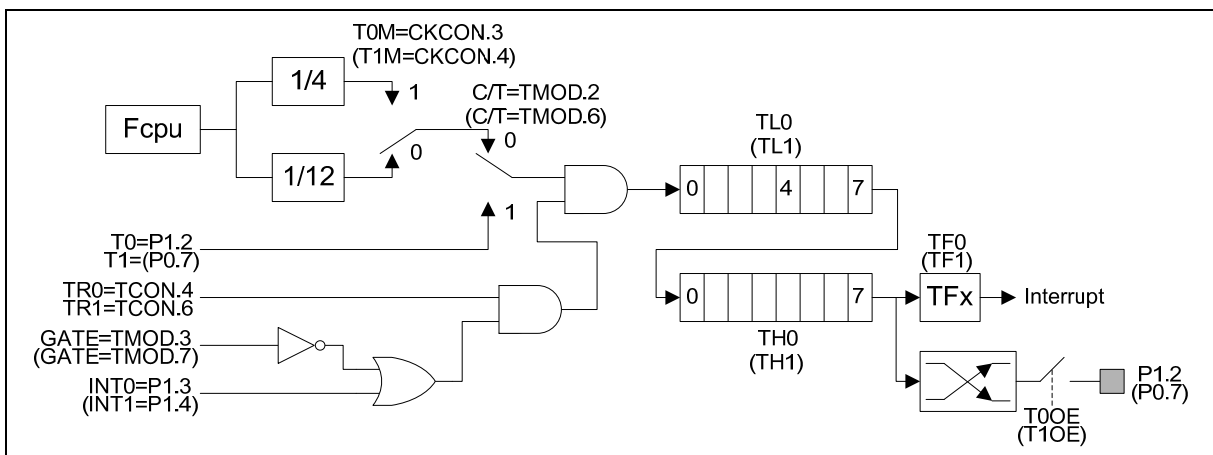 T0M=CKCON.3
(T1M=CKCON.4)
1/4
1
C/T=TMOD.2
(C/T=TMOD.6)
Fcpu
0
0
1/12
TL0
(TL1)
0 4 7
1
T0=P1.2
T1=(P0.7)
TF0
(TF1)
TR0=TCON.4
TR1=TCON.6
0 7
TFx
Interrupt
GATE=TMOD.3
(GATE=TMOD.7)
TH0
(TH1)
INT0=P1.3
(INT1=P1.4)
P1.2
(P0.7)
T0OE
(T1OE)